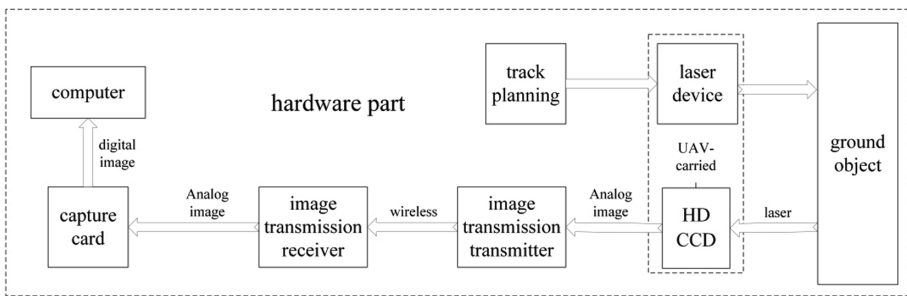 track
planning
laser
device
computer
hardware part
digital
image
UAV-
carried
ground
object
capture
card
Analog
image
image
transmission
receiver
wireless
image
transmission
transmitter
Analog
image
HD
CCD
laser